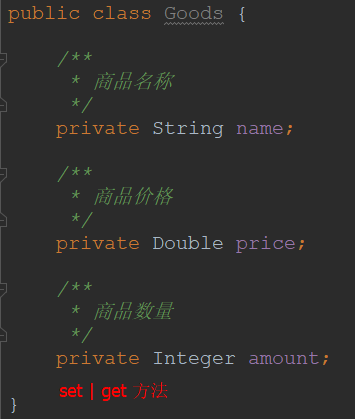 public class Goods {
/**
* 商品名称
*/
private String name;
/**
* 商品价格
*/
private Double price;
/**
* 商品数量
*/
private Integer amount;
set | get 方法
}